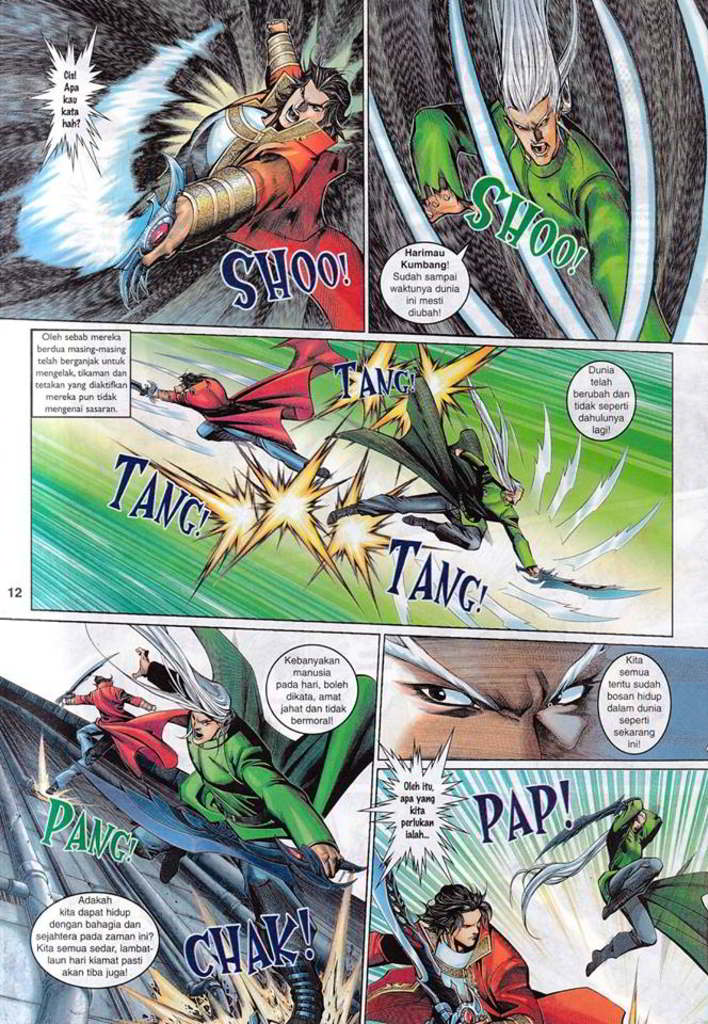 Cis!
Apa
kau
kata
hah?
SHOO!
SHOO!
Harimau
Kumbang!
Sudah sampai
waktunya dunia
ini mesti
diubah!
Oleh sebab mereka
berdua masing-masing
telah berganjak untuk
mengelak, tikaman dan
tetakan yang diaktifkan
mereka pun tidak
mengenai sasaran.
TANG!
Dunia
telah
berubah dan
tidak seperti
dahulunya
lagi!
TANG!
TANG!
12
Kebanyakan
manusia
pada hari, boleh
dikata, amat
jahat dan tidak
bermoral!
PANG!
Adakah
kita dapat hidup
dengan bahagia dan
sejahtera pada zaman ini?
Kita semua sedar, lambat-
laun hari kiamat pasti
akan tiba juga!
CHAK!
Kita
semua
tentu sudah
bosan hidup
dalam dunia
seperti
sekarang
ini!
Oleh itu,
apa yang
kita
perlukan
ialah...
PAP!